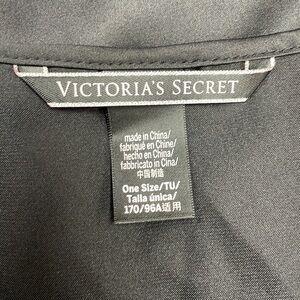 VICTORIA'S SECRET
made in China/
fabriqué en Chine/
hecho en China/
fabbricato in Cina/
中国制造
One Size/TU/
Talla única/
170/96A适用